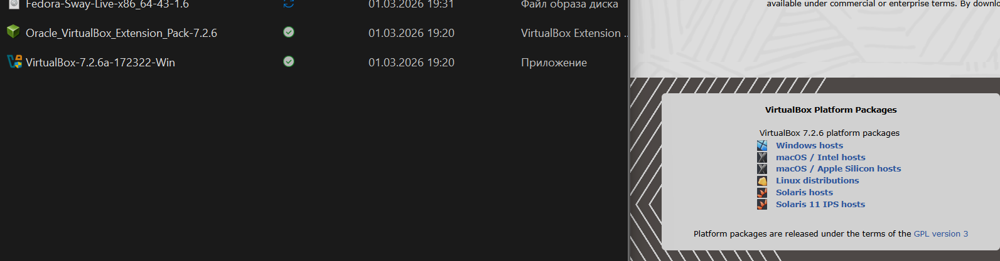 Fedora-Sway-Live-x86_64-43-1.6 01.03.2026 19:31 Файл образа диска
Oracle_VirtualBox_Extension_Pack-7.2.6 01.03.2026 19:20 VirtualBox Extension ...
VirtualBox-7.2.6a-172322-Win 01.03.2026 19:20 Приложение
available under commercial or enterprise terms. By downlo
VirtualBox Platform Packages
VirtualBox 7.2.6 platform packages
Windows hosts
macOS / Intel hosts
macOS / Apple Silicon hosts
Linux distributions
Solaris hosts
Solaris 11 IPS hosts
Platform packages are released under the terms of the GPL version 3